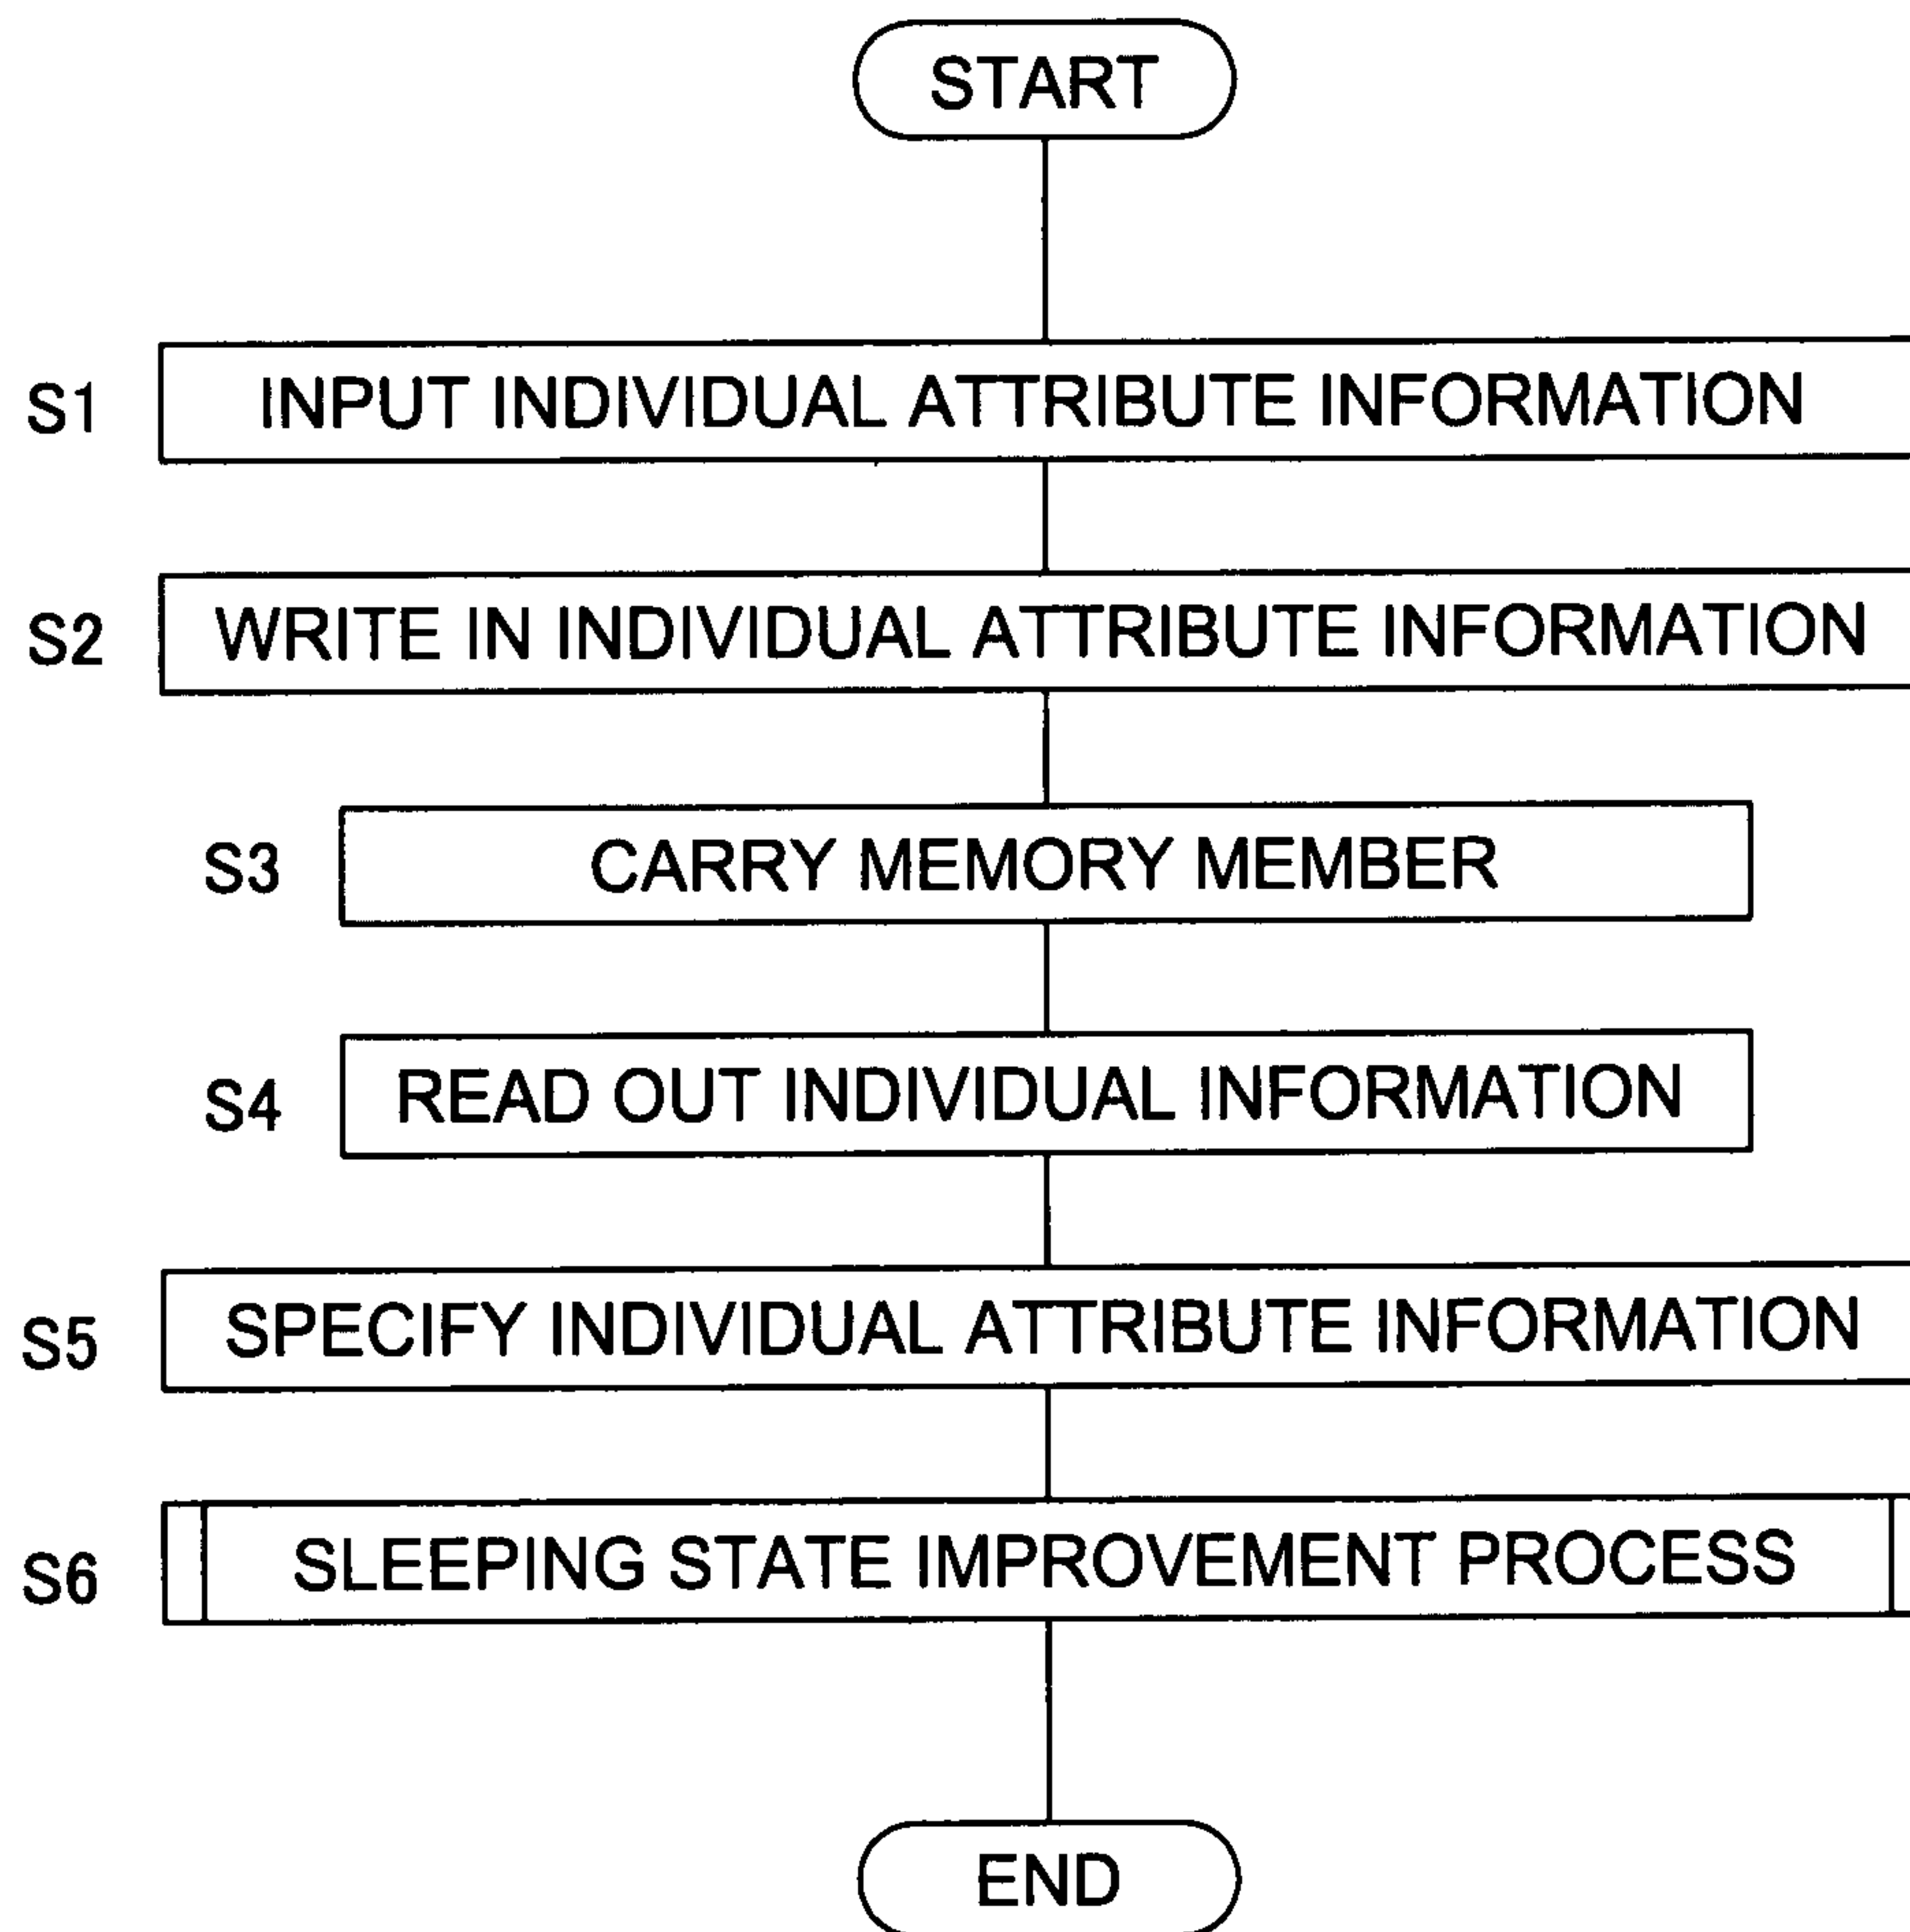 START
S1 INPUT INDIVIDUAL ATTRIBUTE INFORMATION
S2 WRITE IN INDIVIDUAL ATTRIBUTE INFORMATION
S3 CARRY MEMORY MEMBER
S4 READ OUT INDIVIDUAL INFORMATION
S5 SPECIFY INDIVIDUAL ATTRIBUTE INFORMATION
S6 SLEEPING STATE IMPROVEMENT PROCESS
END